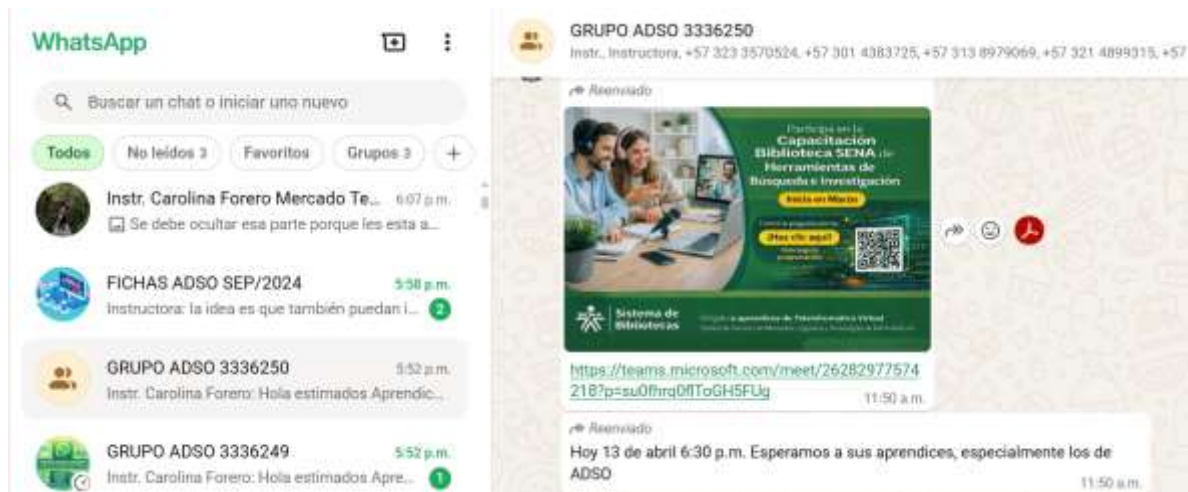 WhatsApp
Buscar un chat o iniciar uno nuevo
Todos
No leídos 3
Favoritos
Grupos 3
+
Instr. Carolina Forero Mercado Te... 6:07 p.m.
Se debe ocultar esa parte porque les esta a...
FICHAS ADSO SEP/2024 5:58 p.m.
Instructora: la idea es que también puedan i... 2
GRUPO ADSO 3336250 5:52 p.m.
Instr. Carolina Forero: Hola estimados Aprendic...
GRUPO ADSO 3336249 5:52 p.m.
Instr. Carolina Forero: Hola estimados Apre... 1
GRUPO ADSO 3336250
Instr., Instructora, +57 323 3570524, +57 301 4383725, +57 313 8979069, +57 321 4899315, +57
Reenviado
Participa en la
Capacitación
Biblioteca SENA de
Herramientas de
Búsqueda e Investigación
Inicia en Marzo
¡Haz clic aquí!
Sistema de
Bibliotecas
https://teams.microsoft.com/meet/26282977574
218?p=su0fhrq0flToGH5FUg
11:50 a.m.
Reenviado
Hoy 13 de abril 6:30 p.m. Esperamos a sus aprendices, especialmente los de
ADSO
11:50 a.m.